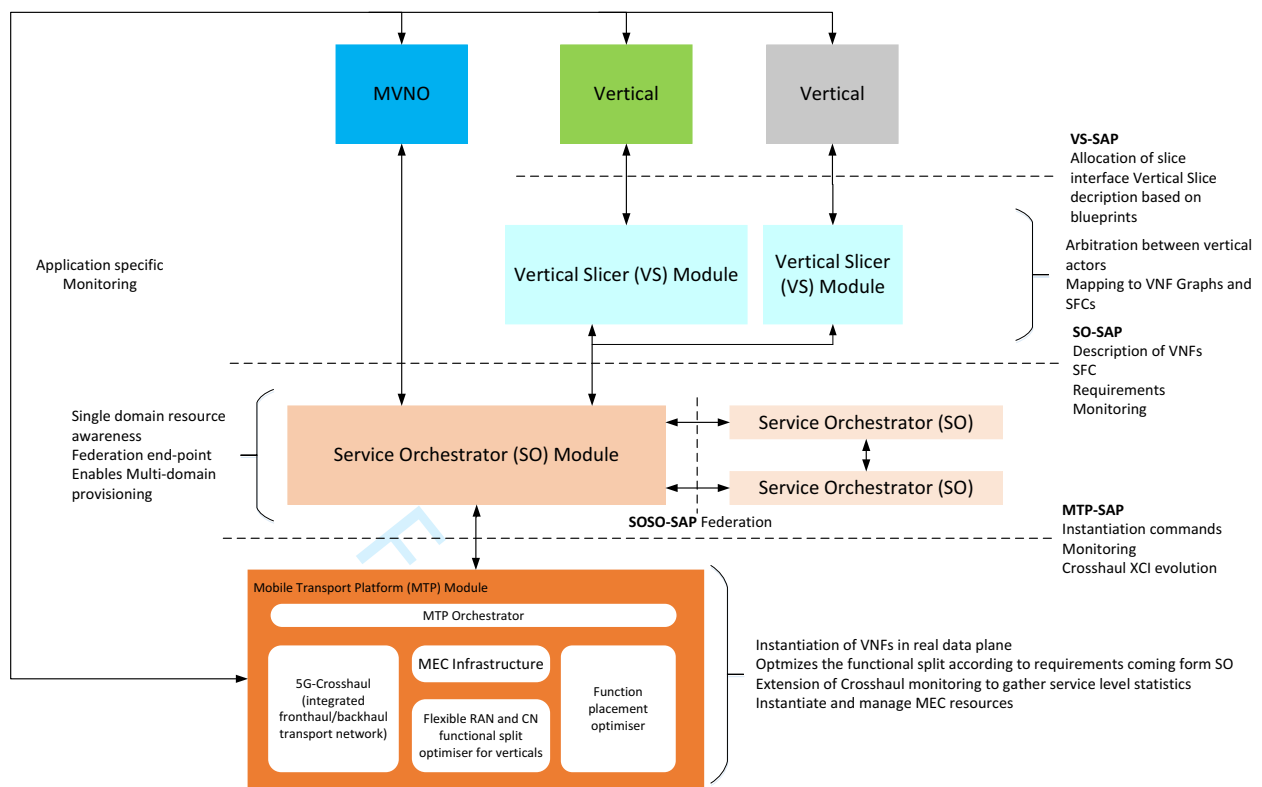 MVNO
Vertical
Vertical
VS-SAP
Allocation of slice
interface Vertical Slice
decription based on
blueprints
Application specific
Monitoring
Vertical Slicer (VS) Module
Vertical Slicer
(VS) Module
Arbitration between vertical
actors
Mapping to VNF Graphs and
SFCs
SO-SAP
Description of VNFs
SFC
Requirements
Monitoring
Single domain resource
awareness
Federation end-point
Enables Multi-domain
provisioning
Service Orchestrator (SO) Module
Service Orchestrator (SO)
Service Orchestrator (SO)
SOSO-SAP Federation
F
MTP-SAP
Instantiation commands
Monitoring
Crosshaul XCI evolution
Mobile Transport Platform (MTP) Module
MTP Orchestrator
5G-Crosshaul
(integrated
fronthaul/backhaul
transport network)
MEC Infrastructure
Flexible RAN and CN
functional split
optimiser for verticals
Function
placement
optimiser
Instantiation of VNFs in real data plane
Optmizes the functional split according to requirements coming form SO
Extension of Crosshaul monitoring to gather service level statistics
Instantiate and manage MEC resources